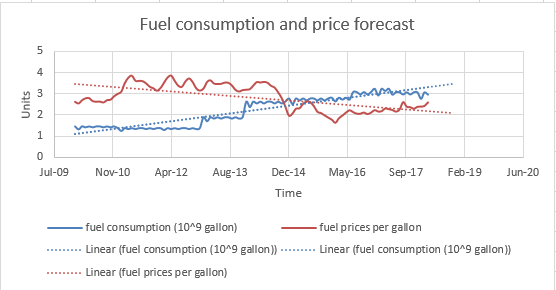 Fuel consumption and price forecast
5
4
3
2
1
0
Units
Jul-09 Nov-10 Apr-12 Aug-13 Dec-14 May-16 Sep-17 Feb-19 Jun-20
Time
fuel consumption (10^9 gallon) fuel prices per gallon
Linear (fuel consumption (10^9 gallon)) Linear (fuel consumption (10^9 gallon))
Linear (fuel prices per gallon)